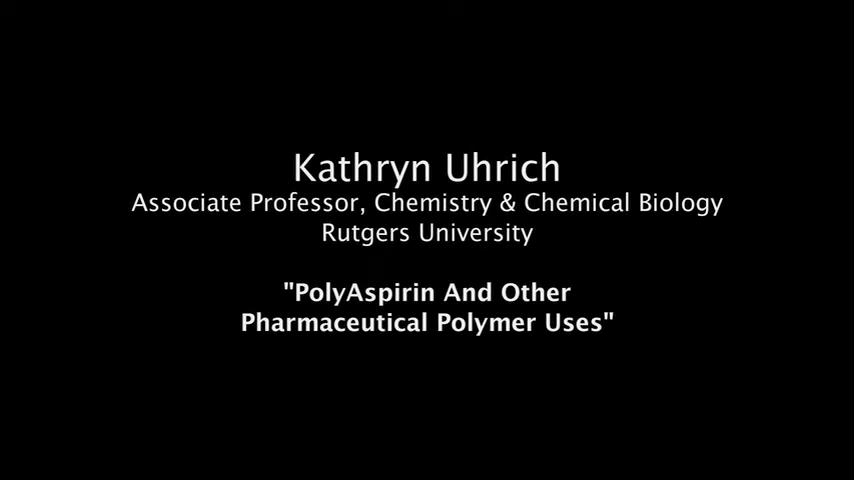 Kathryn Uhrich
Associate Professor, Chemistry & Chemical Biology
Rutgers University
"PolyAspirin And Other
Pharmaceutical Polymer Uses"